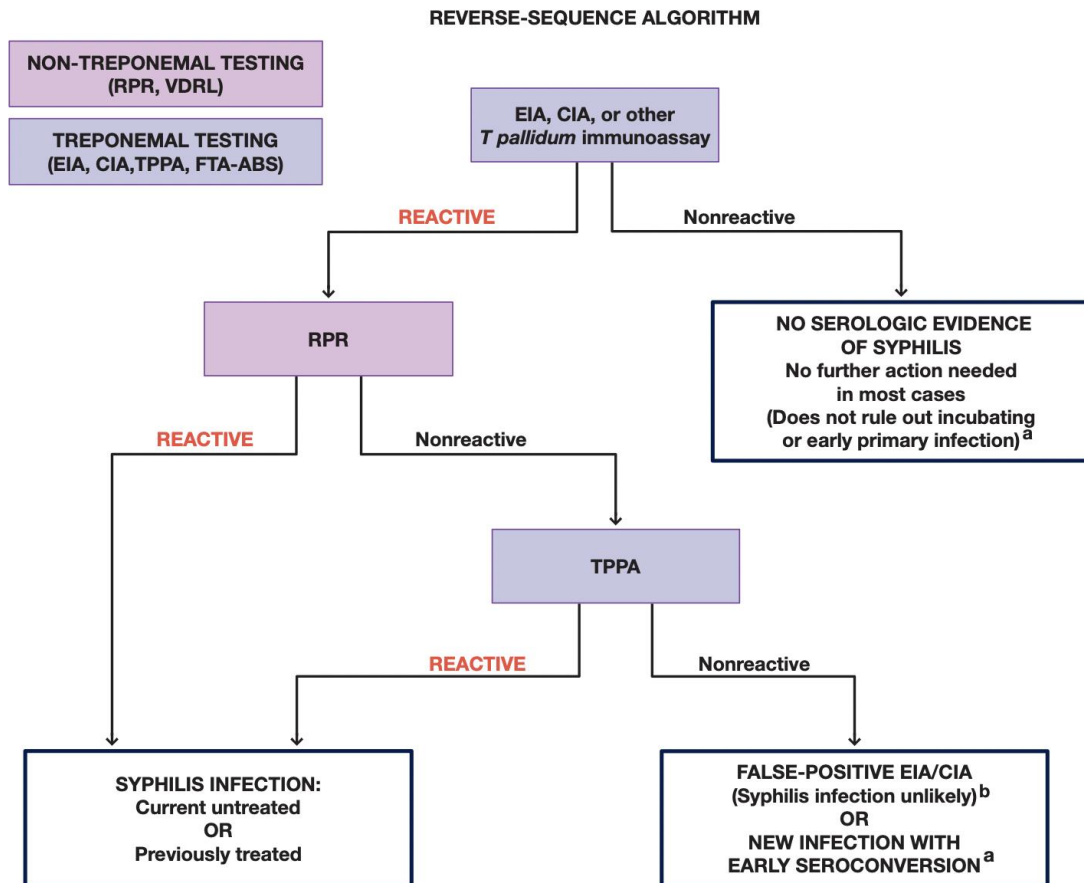 REVERSE-SEQUENCE ALGORITHM
NON-TREPONEMAL TESTING
(RPR, VDRL)
TREPONEMAL TESTING
(EIA, CIA,TPPA, FTA-ABS)
EIA, CIA, or other
T pallidum immunoassay
REACTIVE
Nonreactive
RPR
NO SEROLOGIC EVIDENCE
OF SYPHILIS
No further action needed
in most cases
(Does not rule out incubating
or early primary infection)a
REACTIVE
Nonreactive
TPPA
REACTIVE
Nonreactive
SYPHILIS INFECTION:
Current untreated
OR
Previously treated
FALSE-POSITIVE EIA/CIA
(Syphilis infection unlikely)b
OR
NEW INFECTION WITH
EARLY SEROCONVERSIONa